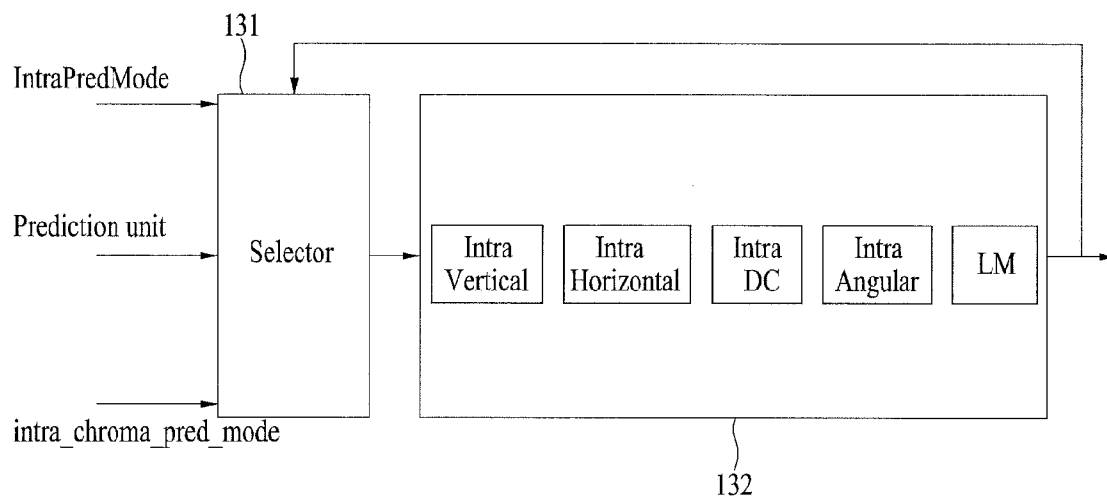 131
IntraPredMode
Prediction unit
Selector
Intra
Vertical
Intra
Horizontal
Intra
DC
Intra
Angular
LM
intra_chroma_pred_mode
132